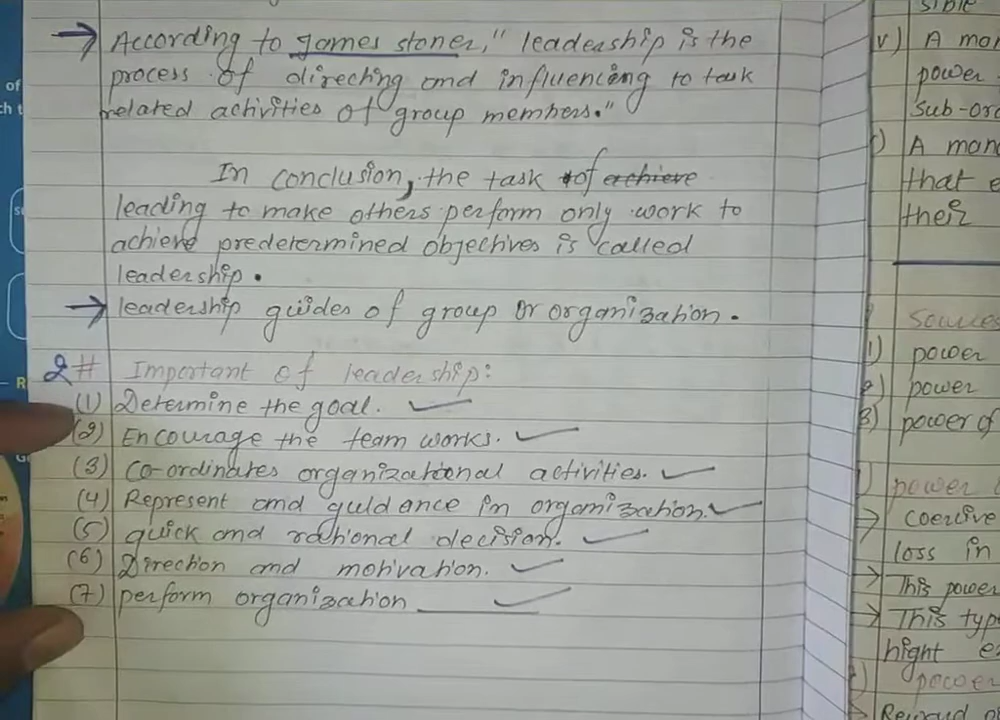 → According to james stoner," leadership is the
process of direching and influencing to task
related activities of group members."
In conclusion, the task of achieve
leading to make others perform only work to
achieve predetermined objectives is called
leadership.
→ leadership guides of group or organization.
2# Important of leadership:
(1) Determine the goal.
(2) Encourage the team works.
(3) Co-ordinates organizational activities.
(4) Represent and guidance in organization.
(5) quick and rational decision.
(6) Direction and motivation.
(7) perform organization
v) A man
power
sub-ord
A man
that e
their
Sources
1) power
2) power
3) power of
power
→ coercive
loss in
→ This power
→ This typ
hight e
power